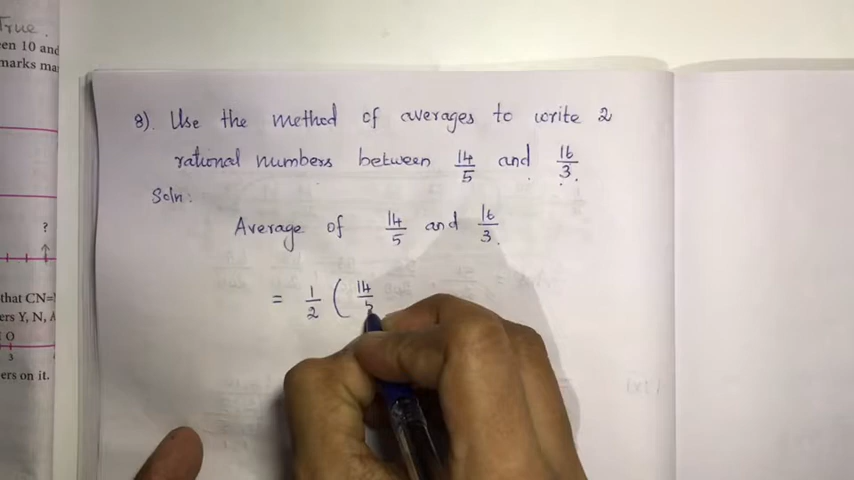 True.
en 10 and
marks ma
?
that CN=
ers Y, N, A
O
3
ers on it.
8). Use the method of averages to write 2
rational numbers between 14/5 and 16/3.
Soln:
Average of 14/5 and 16/3.
= 1/2 ( 14/5